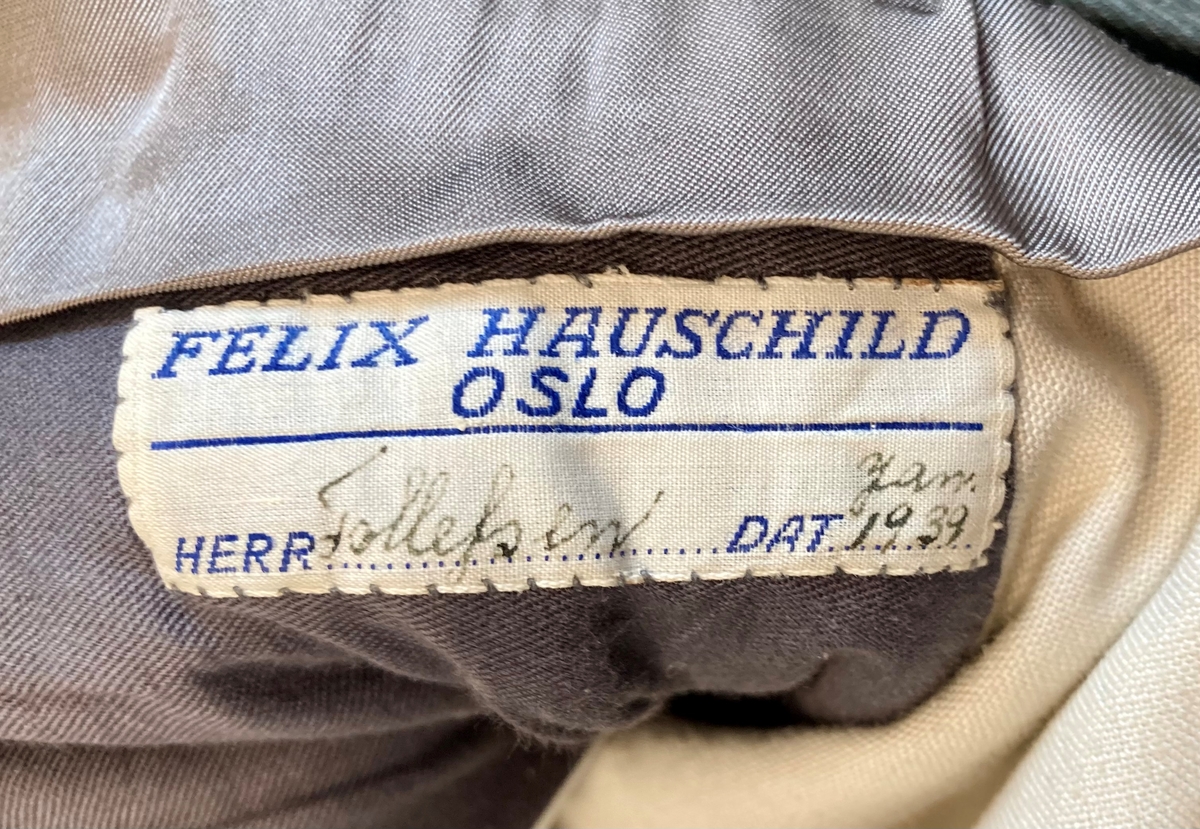 FELIX HAUSCHILD
OSLO
Jan.
HERR Tollefsen DAT. 1939